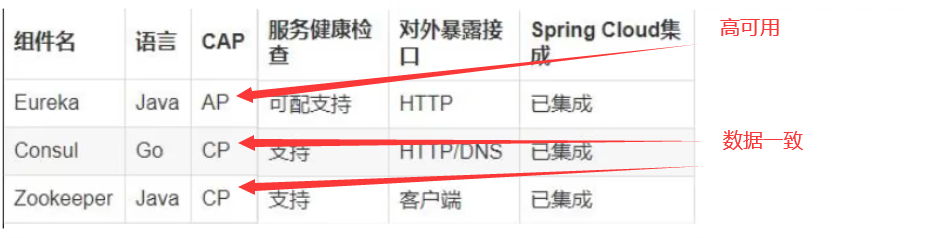 组件名 语言 CAP 服务健康检查 对外暴露接口 Spring Cloud集成
Eureka Java AP 可配支持 HTTP 已集成
Consul Go CP 支持 HTTP/DNS 已集成
Zookeeper Java CP 支持 客户端 已集成
高可用
数据一致